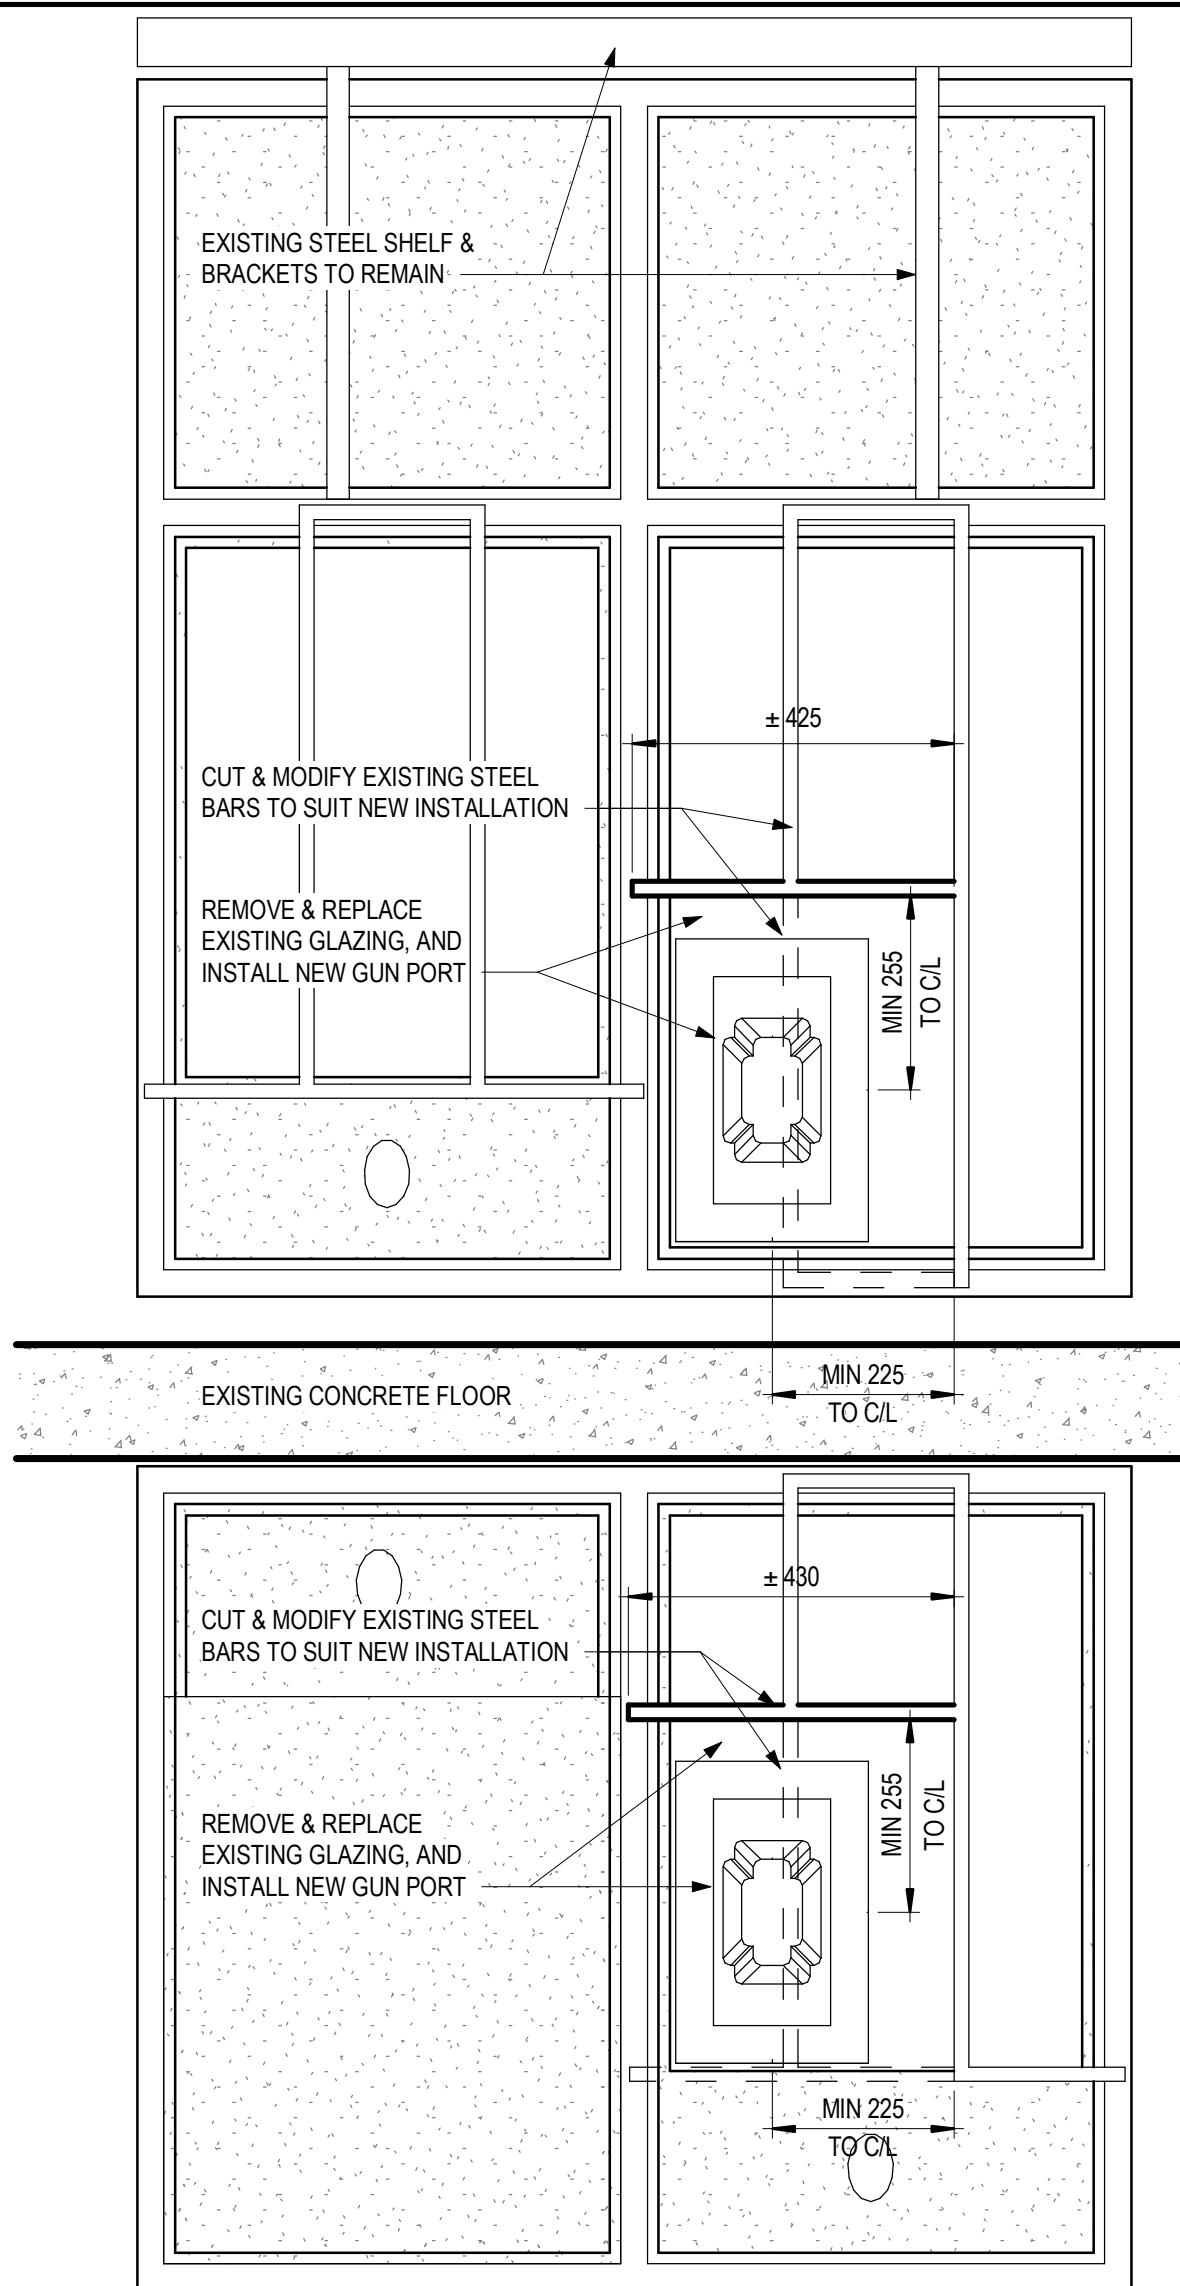 EXISTING STEEL SHELF &
BRACKETS TO REMAIN
± 425
CUT & MODIFY EXISTING STEEL
BARS TO SUIT NEW INSTALLATION
REMOVE & REPLACE
EXISTING GLAZING, AND
INSTALL NEW GUN PORT
MIN 255
TO C/L
MIN 225
TO C/L
EXISTING CONCRETE FLOOR
± 430
CUT & MODIFY EXISTING STEEL
BARS TO SUIT NEW INSTALLATION
REMOVE & REPLACE
EXISTING GLAZING, AND
INSTALL NEW GUN PORT
MIN 255
TO C/L
MIN 225
TO C/L